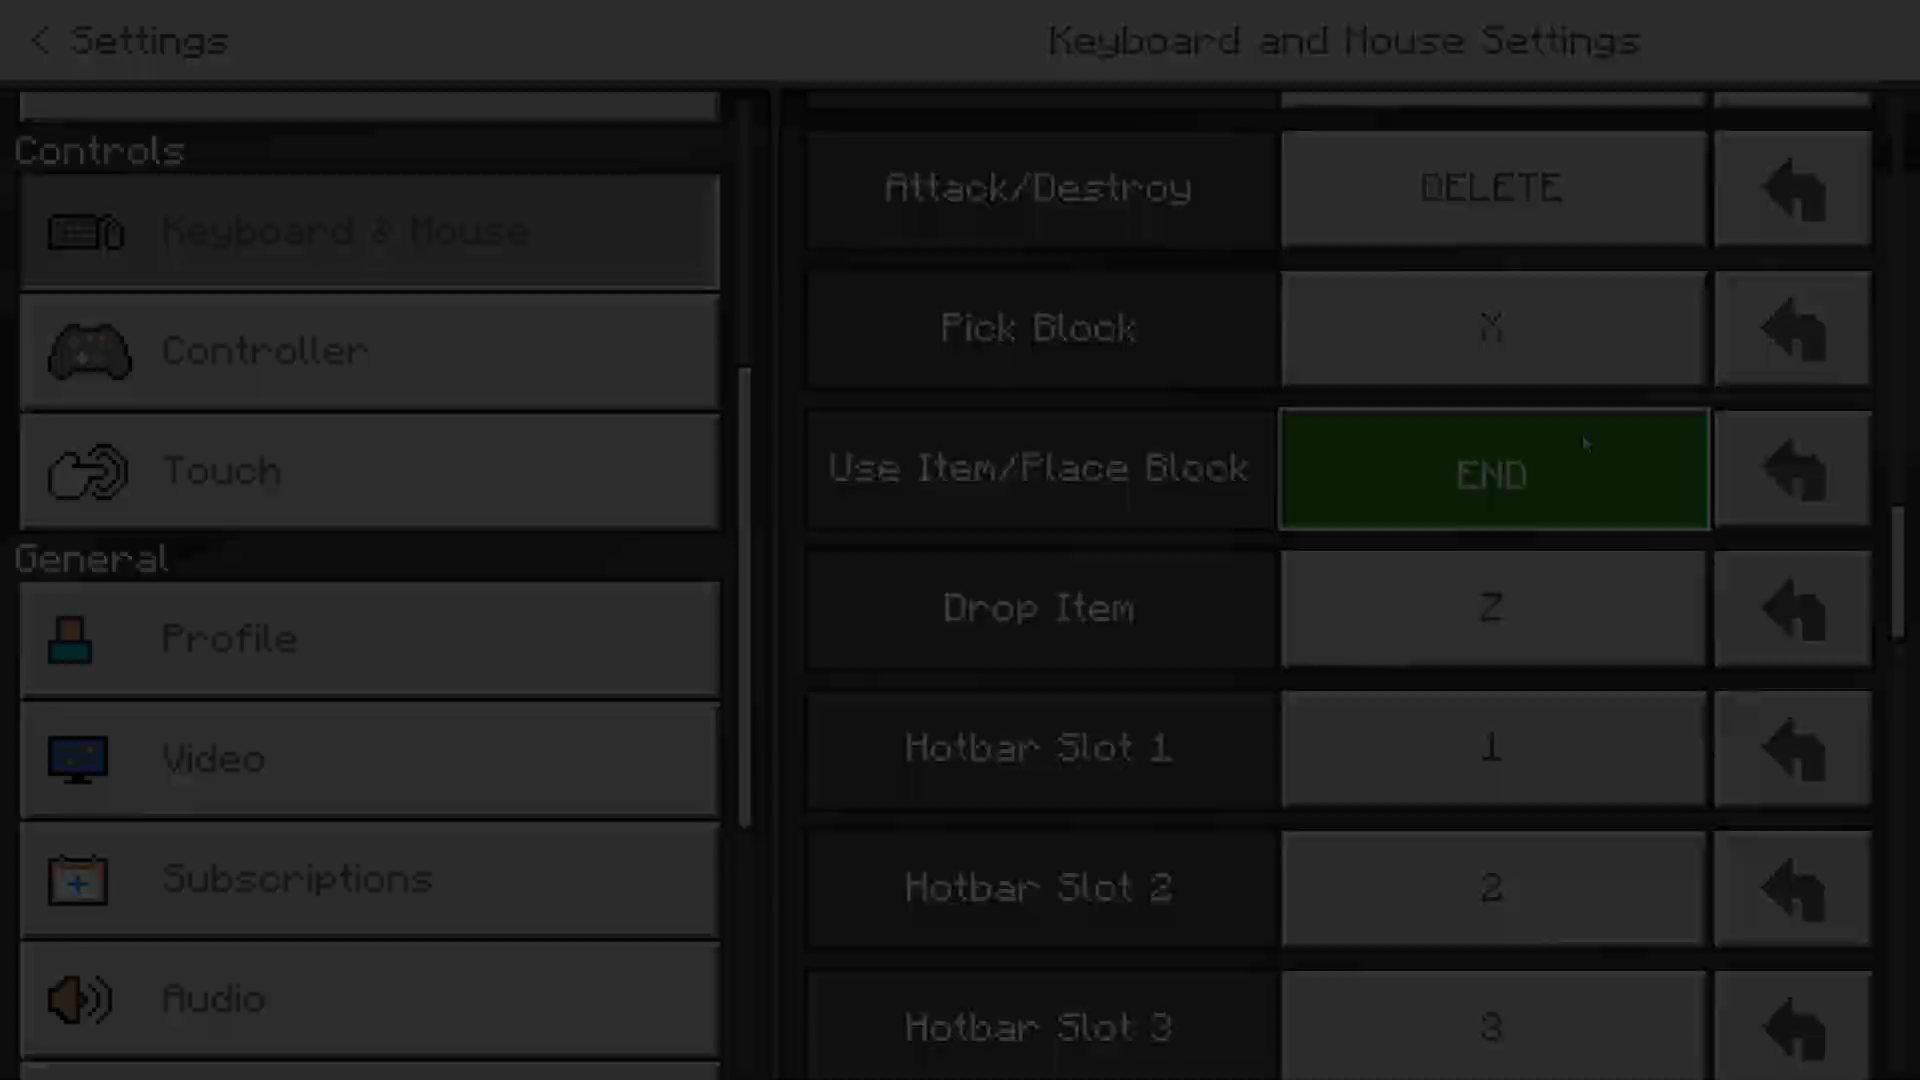 < Settings
Keyboard and Mouse Settings
Controls
Keyboard & Mouse
Controller
Touch
General
Profile
Video
Subscriptions
Audio
Attack/Destroy
DELETE
Pick Block
X
Use Item/Place Block
END
Drop Item
Z
Hotbar Slot 1
1
Hotbar Slot 2
2
Hotbar Slot 3
3